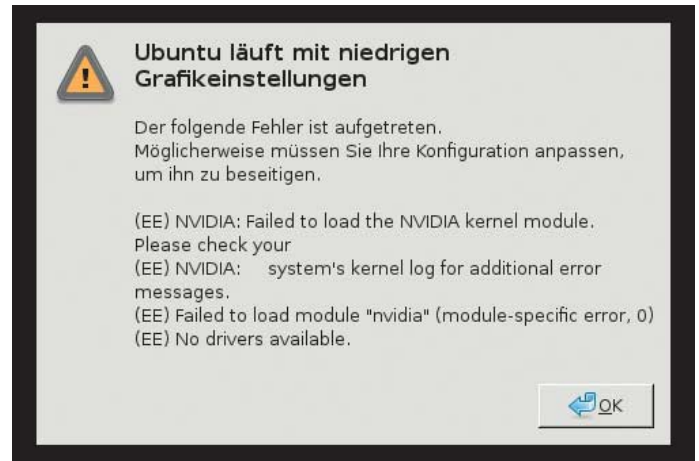 Ubuntu läuft mit niedrigen
Grafikeinstellungen
Der folgende Fehler ist aufgetreten.
Möglicherweise müssen Sie Ihre Konfiguration anpassen,
um ihn zu beseitigen.
(EE) NVIDIA: Failed to load the NVIDIA kernel module.
Please check your
(EE) NVIDIA:    system's kernel log for additional error
messages.
(EE) Failed to load module "nvidia" (module-specific error, 0)
(EE) No drivers available.
OK